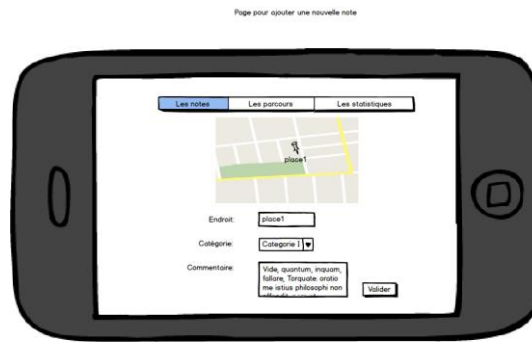 Page pour ajouter une nouvelle note
Les notes Les parcours Les statistiques
place1
Endroit: place1
Catégorie: Categorie I
Commentaire: Vide, quantum, inquam,
fallare, Torquate. oratio
me istius philosophi non
Valider